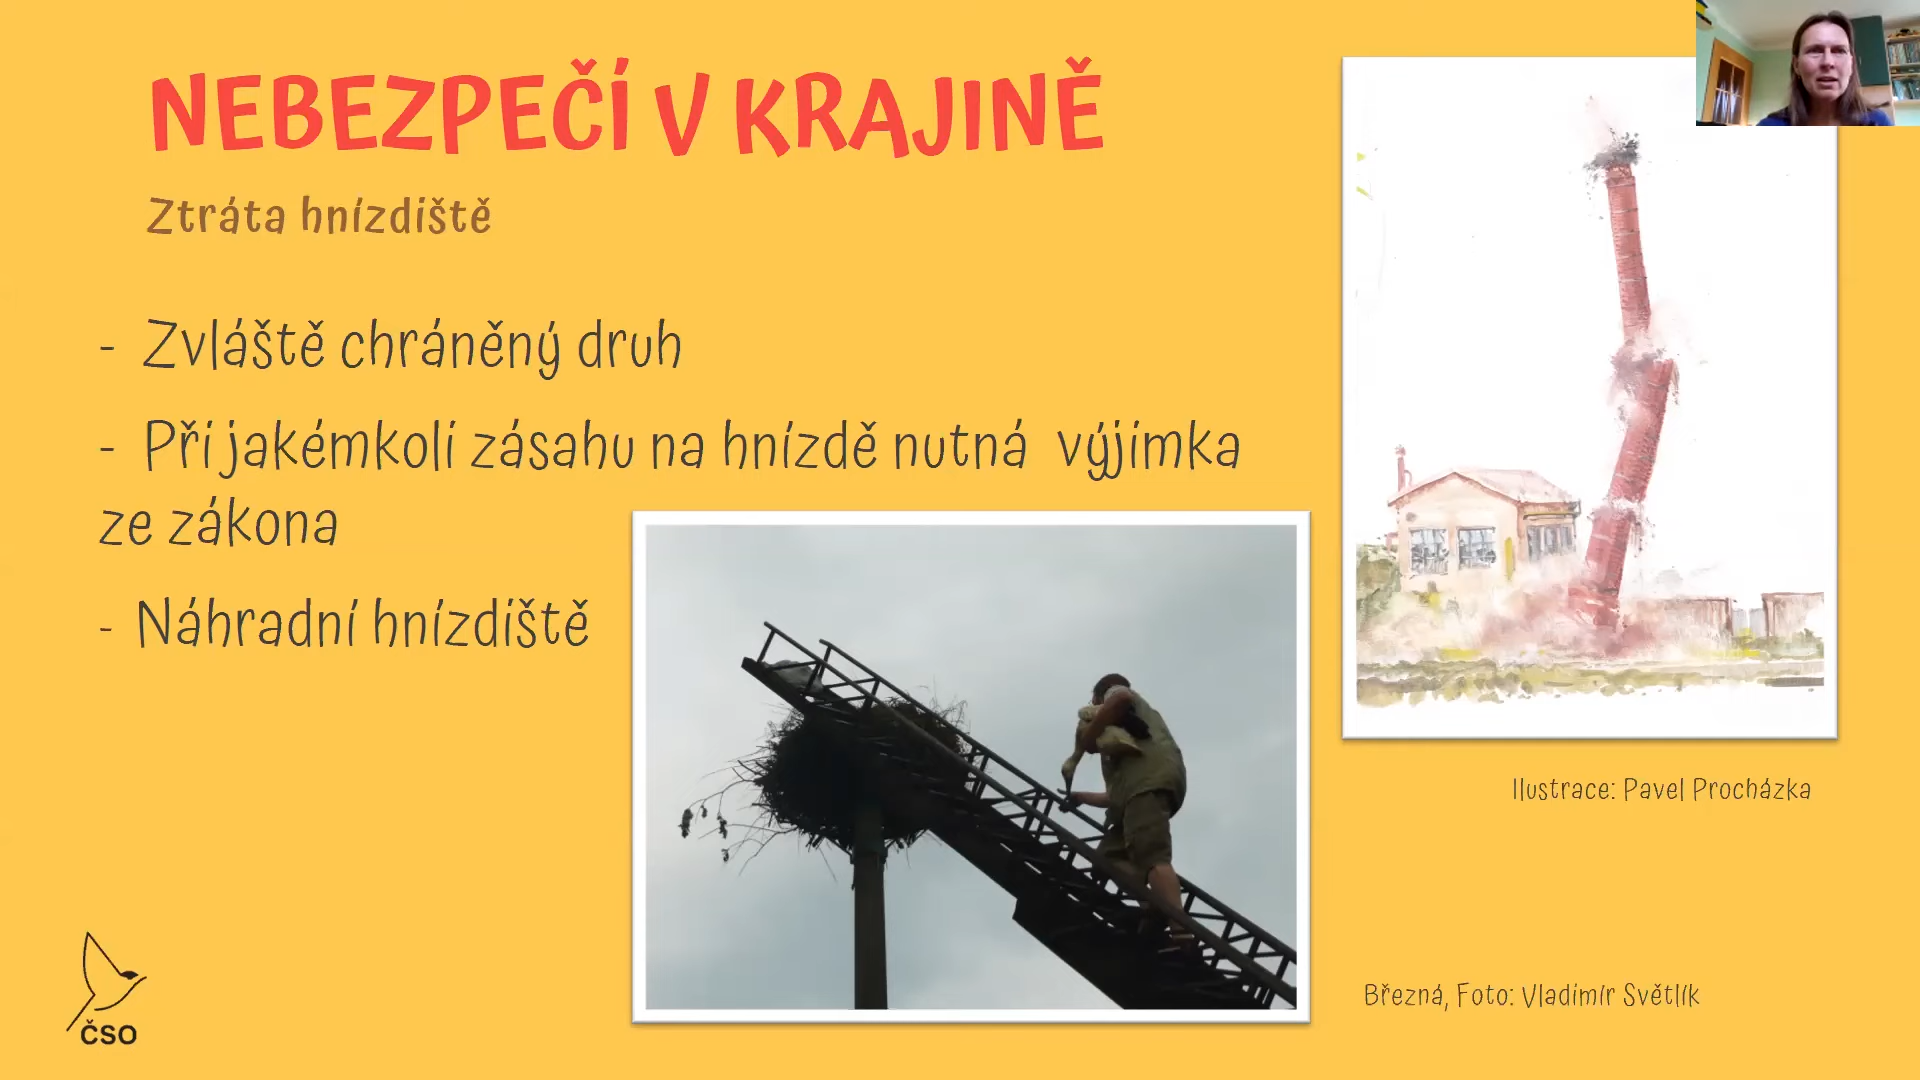 NEBEZPEČÍ V KRAJINĚ
Ztráta hnízdiště
- Zvláště chráněný druh
- Při jakémkoli zásahu na hnízdě nutná výjimka
ze zákona
- Náhradní hnízdiště
Ilustrace: Pavel Procházka
Březná, Foto: Vladimír Světlík
ČSO